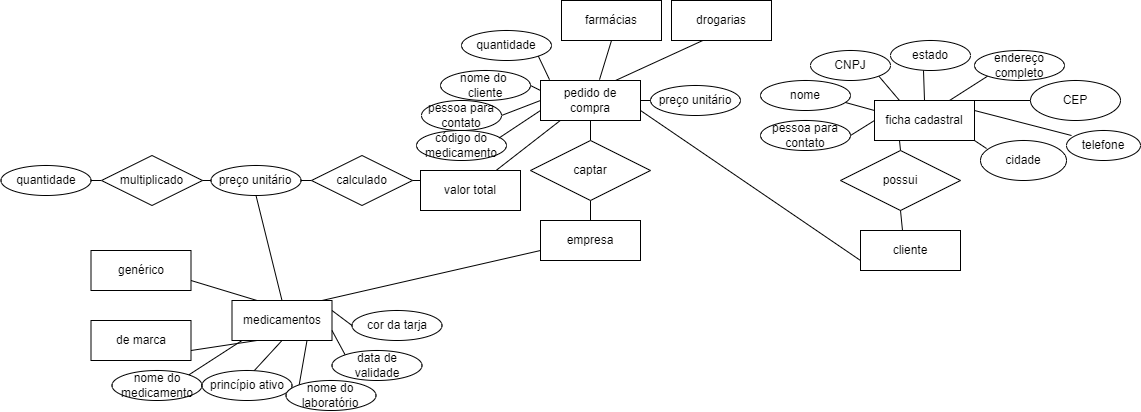 farmácias
drogarias
quantidade
estado
CNPJ
endereço
completo
nome do
cliente
pedido de
compra
preço unitário
nome
CEP
pessoa para
contato
ficha cadastral
pessoa para
contato
código do
medicamento
telefone
cidade
quantidade
multiplicado
preço unitário
calculado
valor total
captar
possui
empresa
cliente
genérico
medicamentos
cor da tarja
de marca
data de
validade
nome do
medicamento
princípio ativo
nome do
laboratório